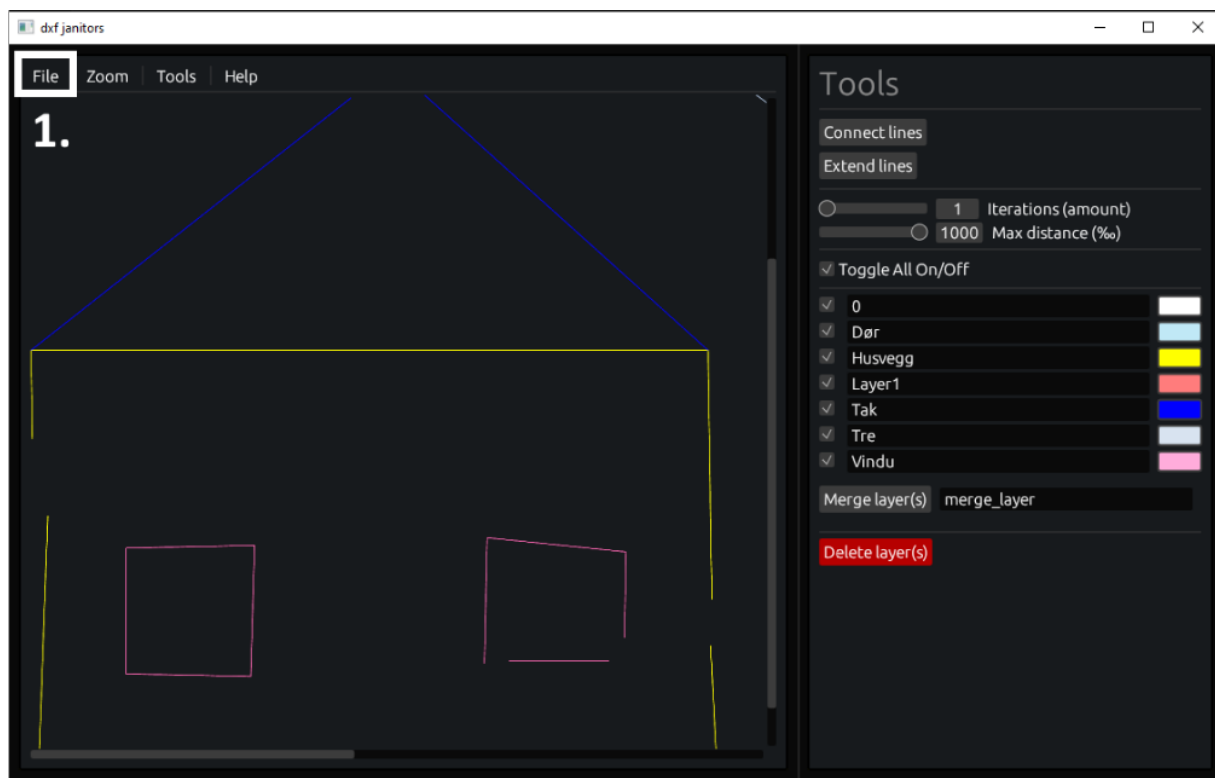 dxf janitors
File Zoom Tools Help
1.
Tools
Connect lines
Extend lines
1 Iterations (amount)
1000 Max distance (‰)
Toggle All On/Off
0
Dør
Husvegg
Layer1
Tak
Tre
Vindu
Merge layer(s) merge_layer
Delete layer(s)